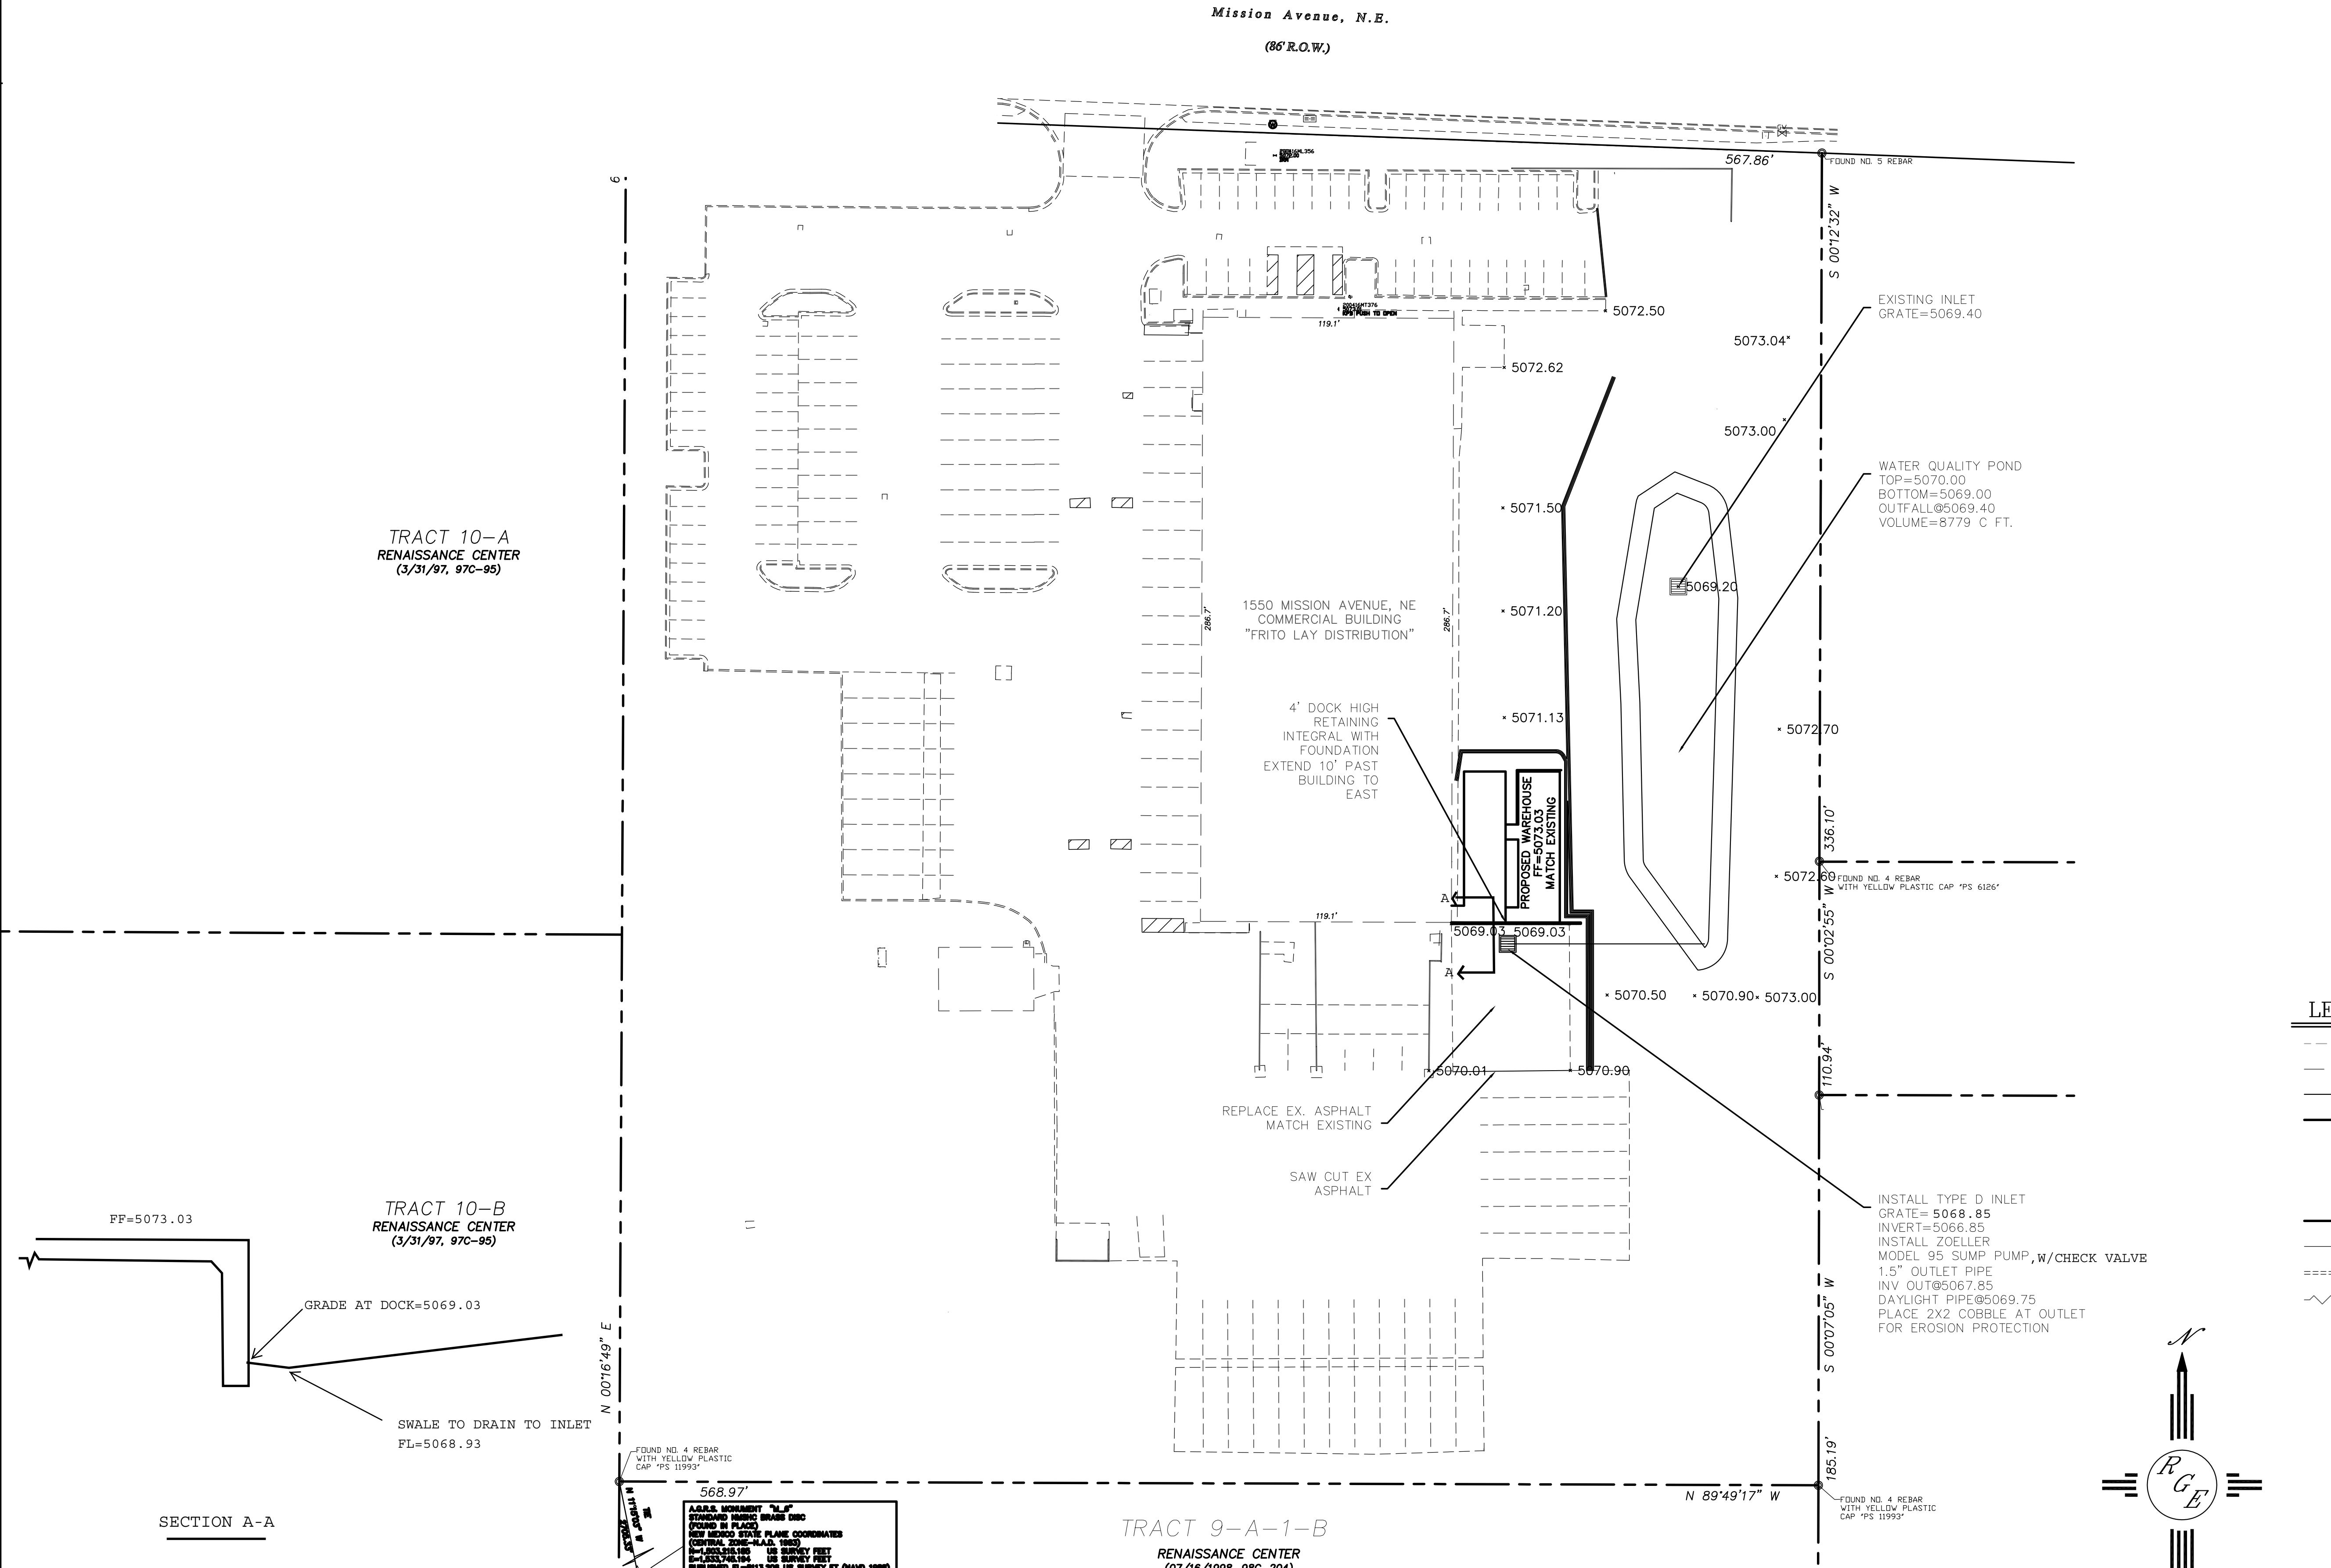 Mission Avenue, N.E.
(86' R.O.W.)
567.86'
FOUND NO. 5 REBAR
S 00°12'32" W
6
5072.50
EXISTING INLET
GRATE=5069.40
119.1'
5073.04
5072.62
5073.00
WATER QUALITY POND
TOP=5070.00
BOTTOM=5069.00
OUTFALL@5069.40
VOLUME=8779 C FT.
5071.50
TRACT 10-A
RENAISSANCE CENTER
(3/31/97, 97C-95)
5069.20
286.7'
1550 MISSION AVENUE, NE
COMMERCIAL BUILDING
"FRITO LAY DISTRIBUTION"
286.7'
5071.20
4' DOCK HIGH
RETAINING
INTEGRAL WITH
FOUNDATION
EXTEND 10' PAST
BUILDING TO
EAST
5071.13
5072.70
PROPOSED WAREHOUSE
FF=5073.03
MATCH EXISTING
336.10'
5072.60
FOUND NO. 4 REBAR
WITH YELLOW PLASTIC CAP "PS 6126"
A
119.1'
5069.03
5069.03
S 00°02'55" W
A
5070.50
5070.90
5073.00
LE
110.94'
5070.01
5070.90
REPLACE EX. ASPHALT
MATCH EXISTING
SAW CUT EX
ASPHALT
INSTALL TYPE D INLET
GRATE= 5068.85
INVERT=5066.85
INSTALL ZOELLER
MODEL 95 SUMP PUMP, W/CHECK VALVE
1.5" OUTLET PIPE
INV OUT@5067.85
DAYLIGHT PIPE@5069.75
PLACE 2X2 COBBLE AT OUTLET
FOR EROSION PROTECTION
TRACT 10-B
RENAISSANCE CENTER
(3/31/97, 97C-95)
FF=5073.03
GRADE AT DOCK=5069.03
SWALE TO DRAIN TO INLET
FL=5068.93
SECTION A-A
N 00°16'49" E
S 00°07'05" W
N
RGE
FOUND NO. 4 REBAR
WITH YELLOW PLASTIC
CAP "PS 11993"
568.97'
N 89°49'17" W
185.19'
FOUND NO. 4 REBAR
WITH YELLOW PLASTIC
CAP "PS 11993"
A.G.R.S. MONUMENT
STANDARD NMSHC BRASS DISC
(FOUND IN PLACE)
NEW MEXICO STATE PLANE COORDINATES
(CENTRAL ZONE-N.A.D. 1983)
US SURVEY FEET
US SURVEY FEET
TRACT 9-A-1-B
RENAISSANCE CENTER
(07/16/1998, 98C-204)